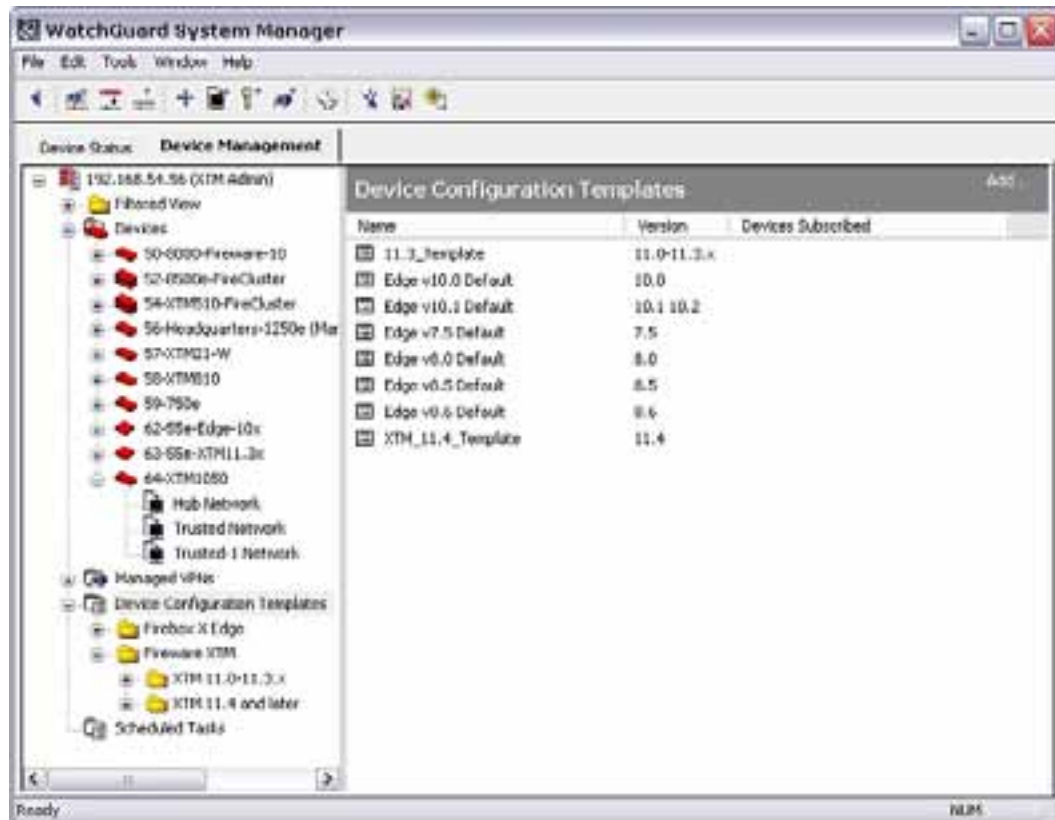 WatchGuard System Manager
File Edit Tools Window Help
Device Status Device Management
192.168.54.56 (XTM Admin)
Filtered View
Devices
50-8000-Fireware-10
52-8500e-FireCluster
54-XTM510-FireCluster
56-Headquarters-1250e (Mar
57-XTM21-W
58-XTM810
59-750e
62-55e-Edge-10x
63-55e-XTM11.3x
64-XTM1050
Hub Network
Trusted Network
Trusted-1 Network
Managed VPNs
Device Configuration Templates
Firebox X Edge
Fireware XTM
XTM 11.0-11.3.x
XTM 11.4 and later
Scheduled Tasks
Device Configuration Templates Add...
Name Version Devices Subscribed
11.3_Template 11.0-11.3.x
Edge v10.0 Default 10.0
Edge v10.1 Default 10.1 10.2
Edge v7.5 Default 7.5
Edge v8.0 Default 8.0
Edge v8.5 Default 8.5
Edge v8.6 Default 8.6
XTM_11.4_Template 11.4
Ready NUM